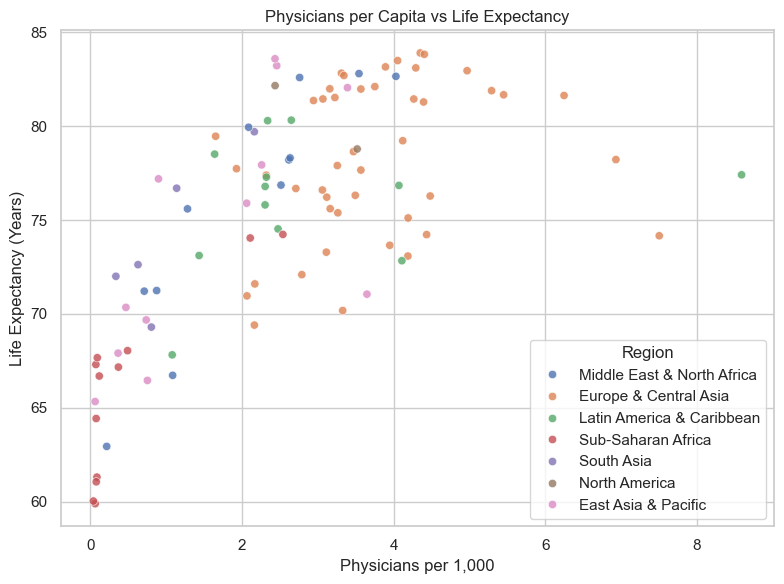 Physicians per Capita vs Life Expectancy
Life Expectancy (Years)
85
80
75
70
65
60
0
2
4
6
8
Physicians per 1,000
Region
Middle East & North Africa
Europe & Central Asia
Latin America & Caribbean
Sub-Saharan Africa
South Asia
North America
East Asia & Pacific